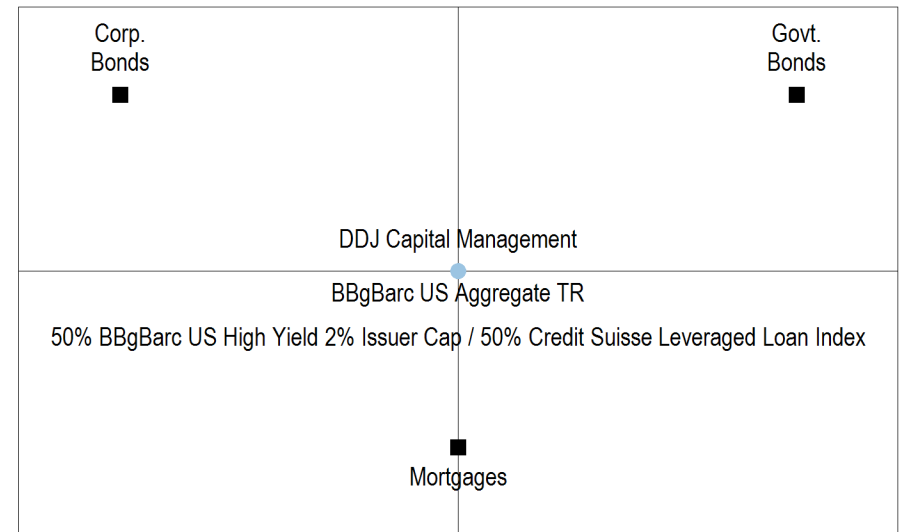 Corp.
Bonds
Govt.
Bonds
DDJ Capital Management
BBgBarc US Aggregate TR
50% BBgBarc US High Yield 2% Issuer Cap / 50% Credit Suisse Leveraged Loan Index
Mortgages